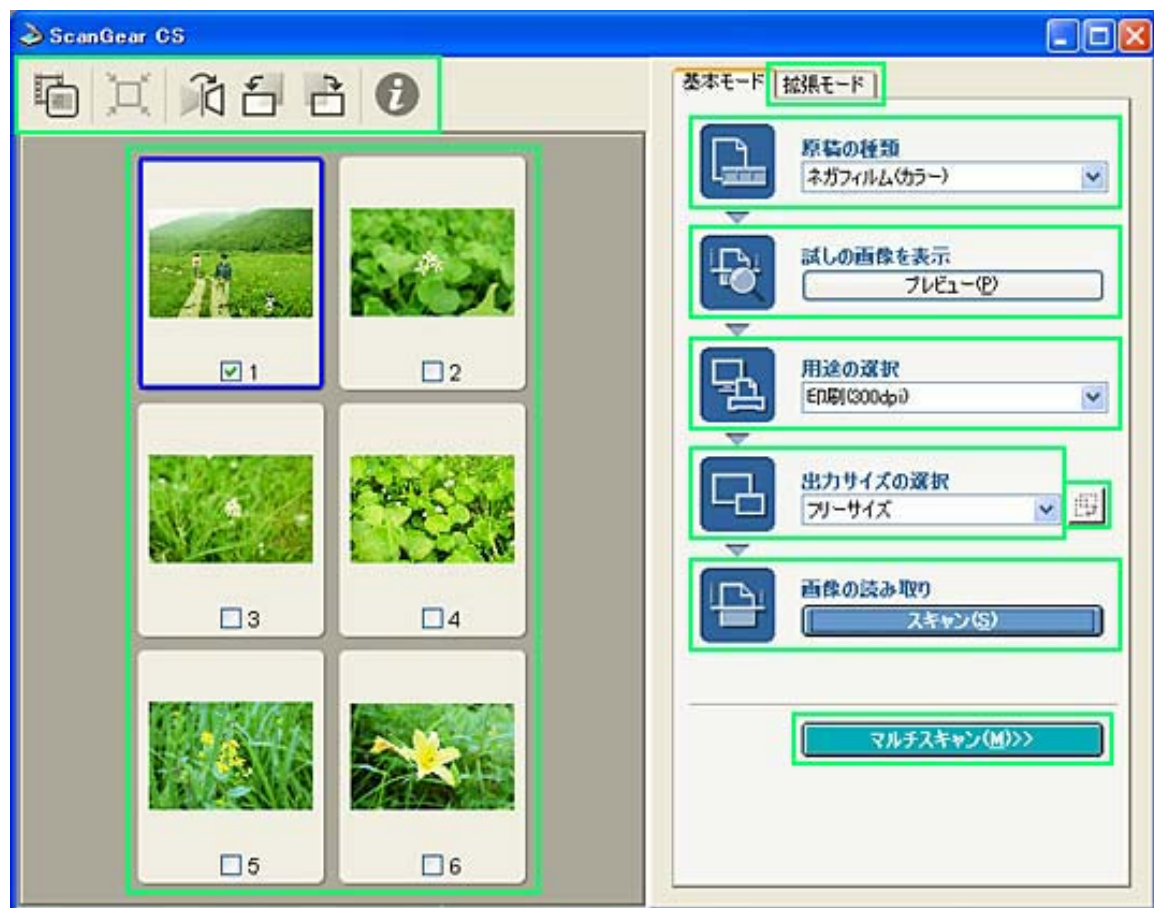 ScanGear CS
基本モード
拡張モード
原稿の種類
ネガフィルム(カラー)
試しの画像を表示
プレビュー(P)
用途の選択
印刷(300dpi)
出力サイズの選択
フリーサイズ
画像の読み取り
スキャン(S)
マルチスキャン(M)>>
1
2
3
4
5
6